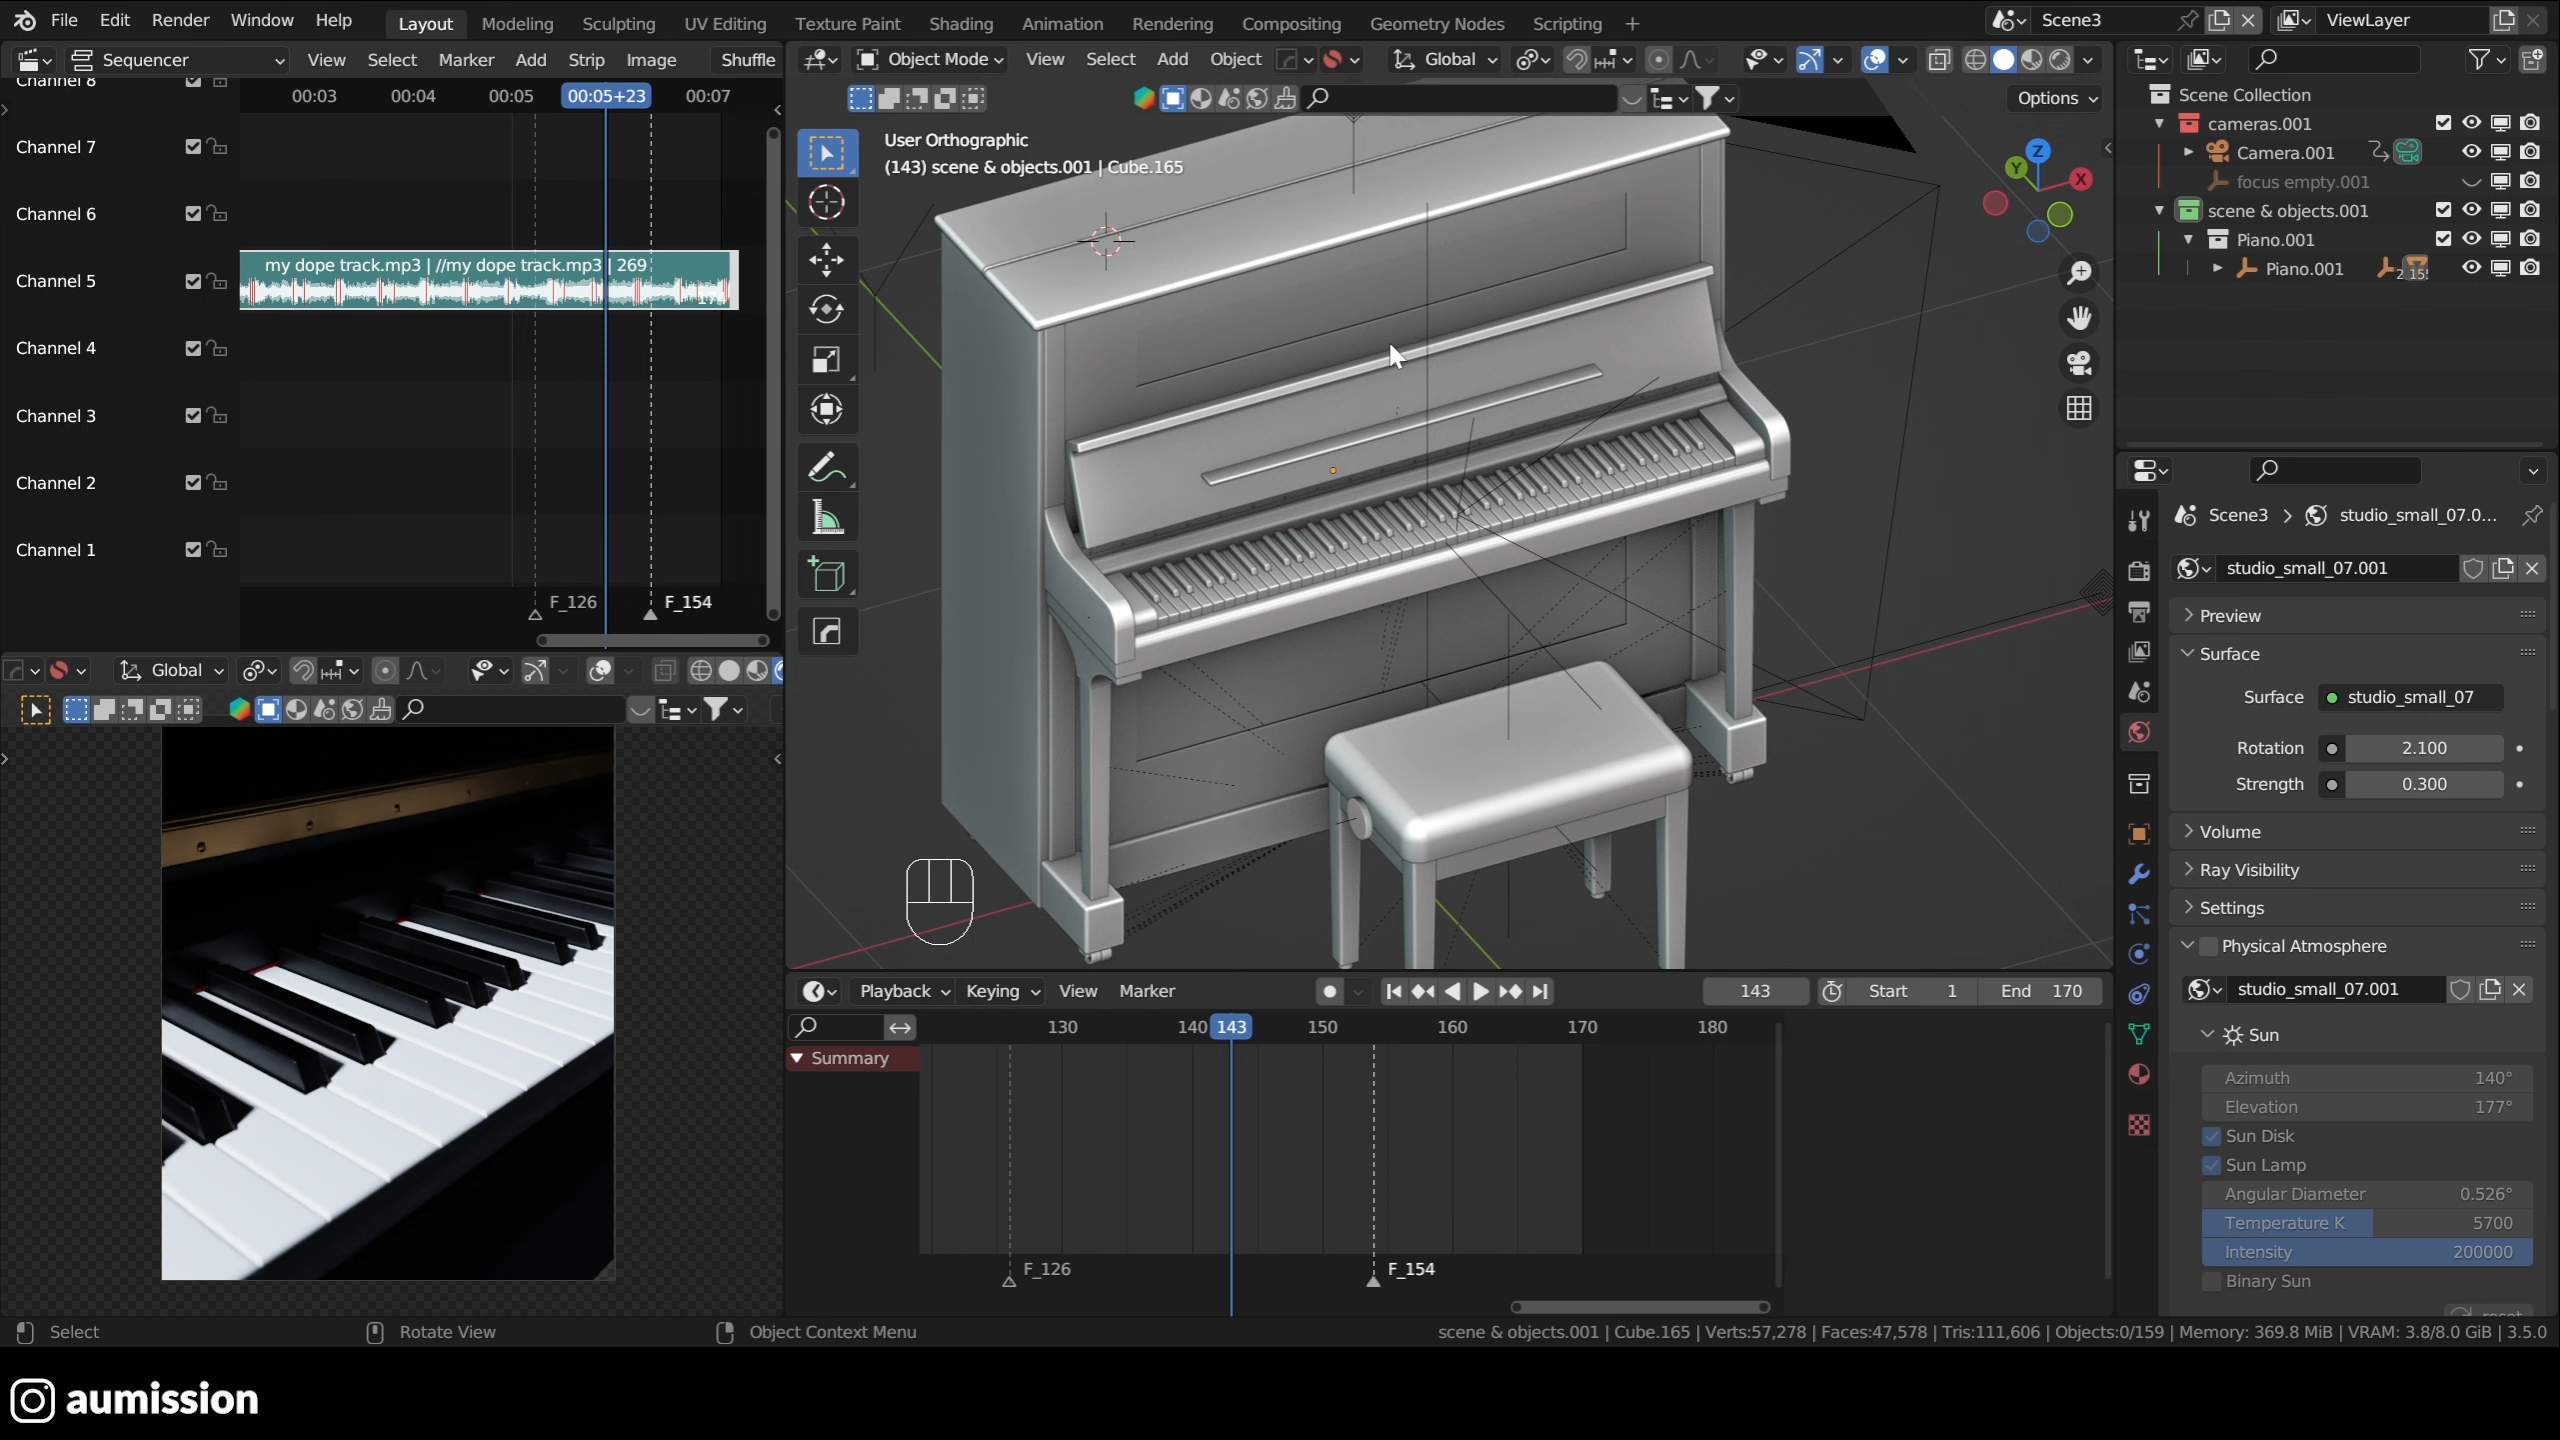 File Edit Render Window Help Layout Modeling Sculpting UV Editing Texture Paint Shading Animation Rendering Compositing Geometry Nodes Scripting + Scene3 ViewLayer
Sequencer View Select Marker Add Strip Image Shuffle
Channel 8
00:03 00:04 00:05 00:05+23 00:07
Channel 7
Channel 6
my dope track.mp3 | //my dope track.mp3 | 269
Channel 5
174
Channel 4
Channel 3
Channel 2
Channel 1
F_126 F_154
Global
Object Mode View Select Add Object Global
Options
User Orthographic
(143) scene & objects.001 | Cube.165
Z
Y
X
Playback Keying View Marker 143 Start 1 End 170
130 140 143 150 160 170 180
Summary
F_126 F_154
Scene Collection
cameras.001
Camera.001
focus empty.001
scene & objects.001
Piano.001
Piano.001
Scene3 > studio_small_07.0...
studio_small_07.001
Preview
Surface
Surface studio_small_07
Rotation 2.100
Strength 0.300
Volume
Ray Visibility
Settings
Physical Atmosphere
studio_small_07.001
Sun
Azimuth 140°
Elevation 177°
Sun Disk
Sun Lamp
Angular Diameter 0.526°
Temperature K 5700
Intensity 200000
Binary Sun
Select Rotate View Object Context Menu scene & objects.001 | Cube.165 | Verts:57,278 | Faces:47,578 | Tris:111,606 | Objects:0/159 | Memory: 369.8 MiB | VRAM: 3.8/8.0 GiB | 3.5.0
aumission